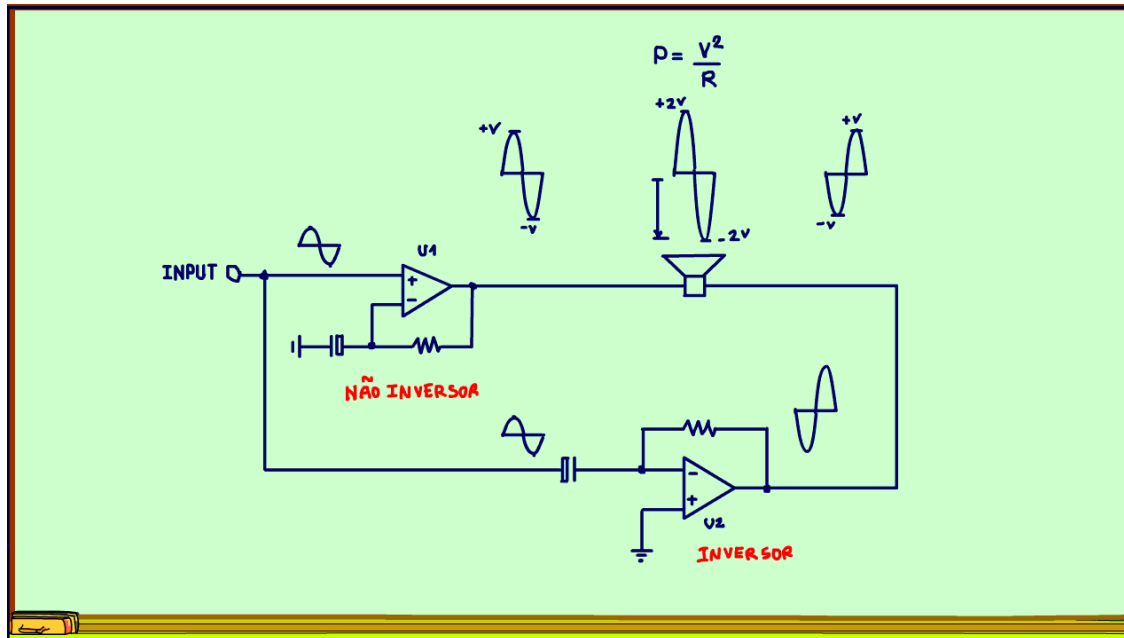 P = V²/R
+2V
+V
+V
-V
-V
-2V
U1
INPUT
+
-
NÃO INVERSOR
-
+
U2
INVERSOR